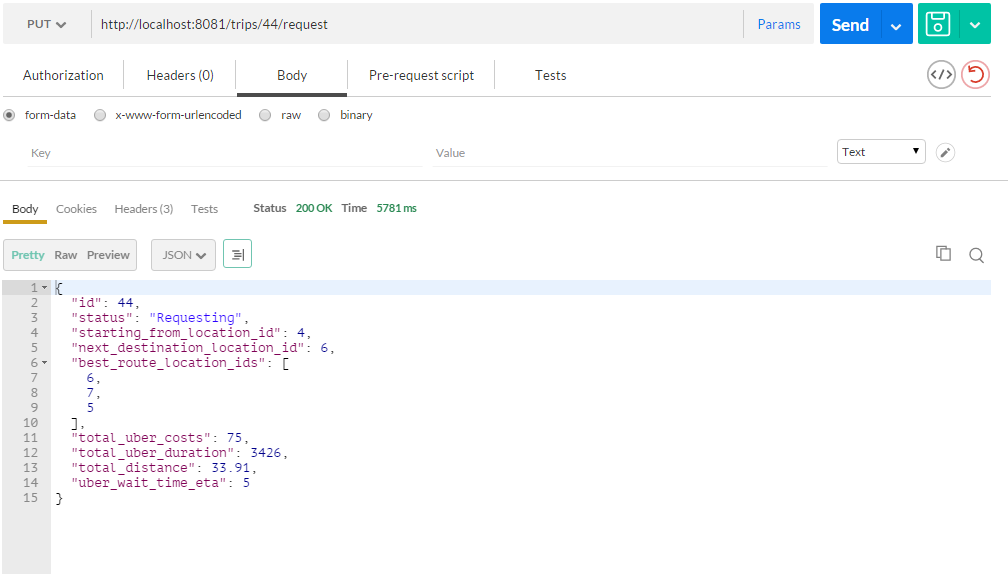 PUT http://localhost:8081/trips/44/request Params Send
Authorization Headers (0) Body Pre-request script Tests
form-data x-www-form-urlencoded raw binary
Key Value Text
Body Cookies Headers (3) Tests Status 200 OK Time 5781 ms
Pretty Raw Preview JSON
1 {
2 "id": 44,
3 "status": "Requesting",
4 "starting_from_location_id": 4,
5 "next_destination_location_id": 6,
6 "best_route_location_ids": [
7 6,
8 7,
9 5
10 ],
11 "total_uber_costs": 75,
12 "total_uber_duration": 3426,
13 "total_distance": 33.91,
14 "uber_wait_time_eta": 5
15 }